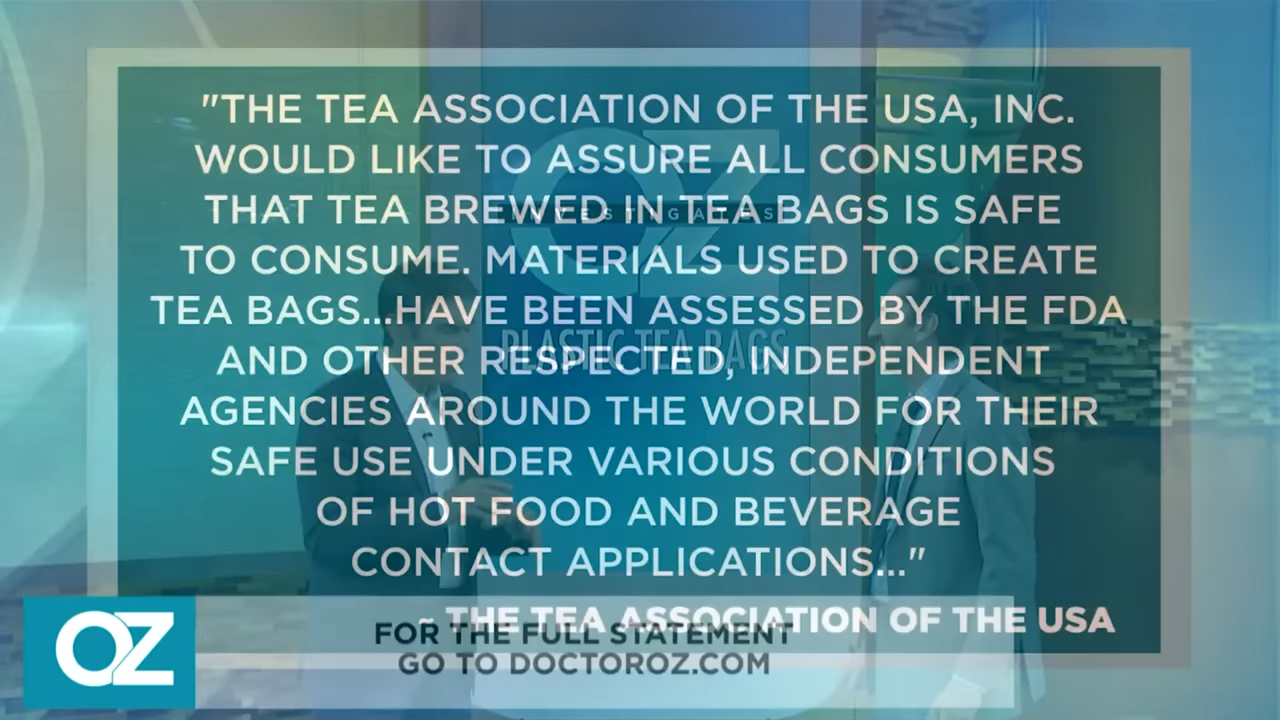 "THE TEA ASSOCIATION OF THE USA, INC.
WOULD LIKE TO ASSURE ALL CONSUMERS
THAT TEA BREWED IN TEA BAGS IS SAFE
TO CONSUME. MATERIALS USED TO CREATE
TEA BAGS...HAVE BEEN ASSESSED BY THE FDA
AND OTHER RESPECTED, INDEPENDENT
AGENCIES AROUND THE WORLD FOR THEIR
SAFE USE UNDER VARIOUS CONDITIONS
OF HOT FOOD AND BEVERAGE
CONTACT APPLICATIONS..."
~ THE TEA ASSOCIATION OF THE USA
OZ
INVESTIGATES
PLASTIC TEA BAGS
OZ
FOR THE FULL STATEMENT
GO TO DOCTOROZ.COM